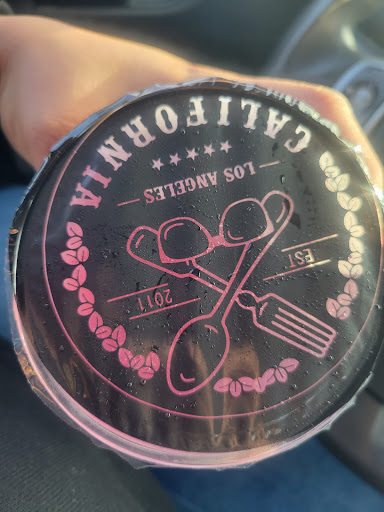 CALIFORNIA
LOS ANGELES
EST
2011